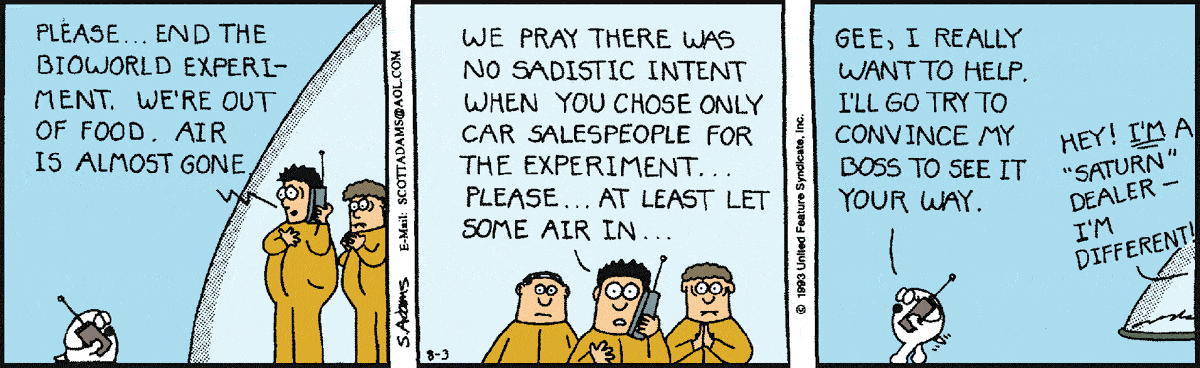 PLEASE... END THE
BIOWORLD EXPERI-
MENT. WE'RE OUT
OF FOOD. AIR
IS ALMOST GONE.
S. Adams E-Mail: SCOTTADAMS@AOL.COM
WE PRAY THERE WAS
NO SADISTIC INTENT
WHEN YOU CHOSE ONLY
CAR SALESPEOPLE FOR
THE EXPERIMENT...
PLEASE... AT LEAST LET
SOME AIR IN...
8-3
© 1993 United Feature Syndicate, Inc.
GEE, I REALLY
WANT TO HELP.
I'LL GO TRY TO
CONVINCE MY
BOSS TO SEE IT
YOUR WAY.
HEY! I'M A
"SATURN"
DEALER—
I'M
DIFFERENT!